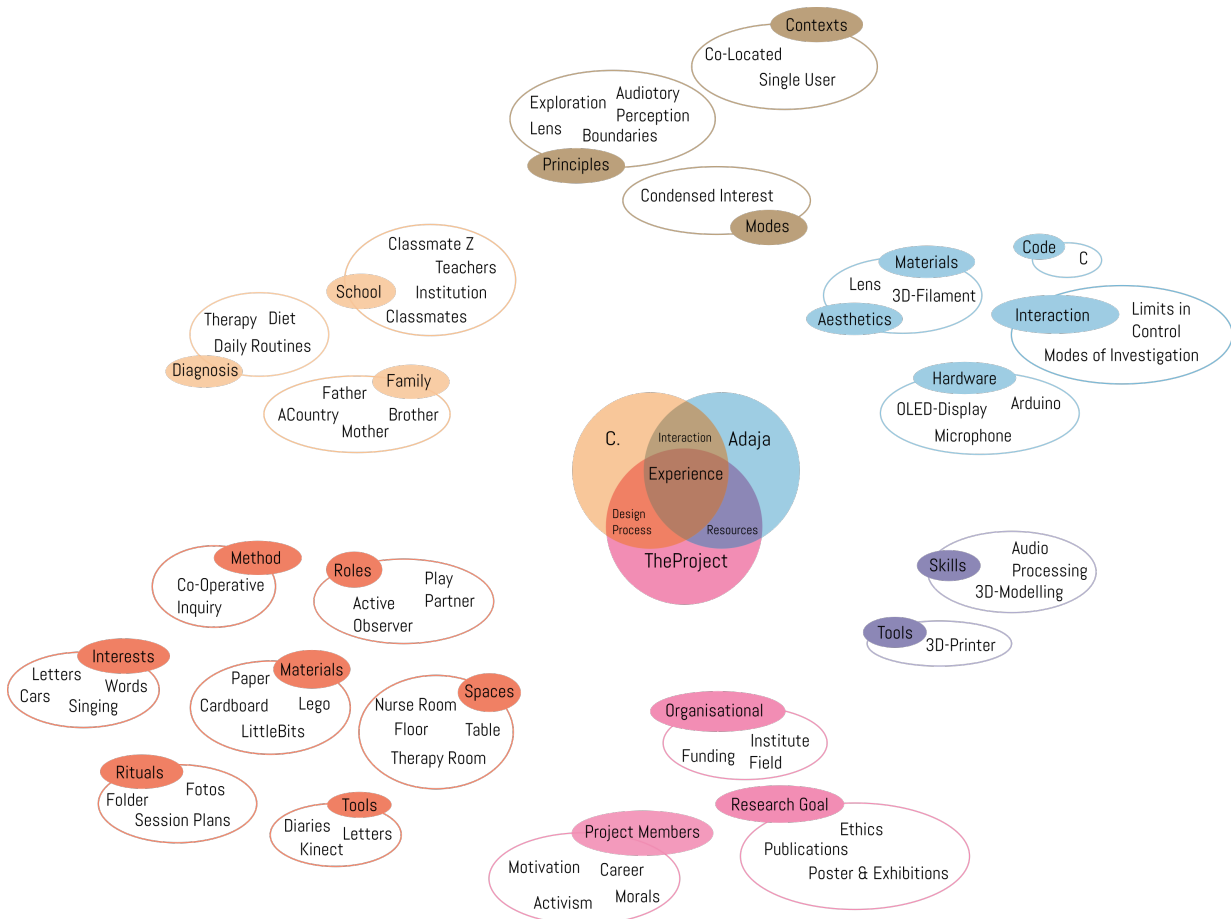 Contexts
Co-Located
Single User
Exploration
Audiotory
Perception
Lens
Boundaries
Principles
Condensed Interest
Modes
Classmate Z
Teachers
School
Institution
Classmates
Therapy
Diet
Daily Routines
Diagnosis
Family
Father
ACountry
Brother
Mother
Materials
Lens
3D-Filament
Aesthetics
Code
C
Interaction
Limits in
Control
Modes of Investigation
Hardware
OLED-Display
Arduino
Microphone
C.
Interaction
Adaja
Experience
Design
Process
Resources
TheProject
Method
Co-Operative
Inquiry
Roles
Play
Partner
Active
Observer
Interests
Letters
Words
Cars
Singing
Materials
Paper
Cardboard
Lego
LittleBits
Spaces
Nurse Room
Floor
Table
Therapy Room
Rituals
Folder
Fotos
Session Plans
Tools
Diaries
Letters
Kinect
Skills
Audio
Processing
3D-Modelling
Tools
3D-Printer
Organisational
Institute
Funding
Field
Research Goal
Ethics
Publications
Poster & Exhibitions
Project Members
Motivation
Career
Activism
Morals